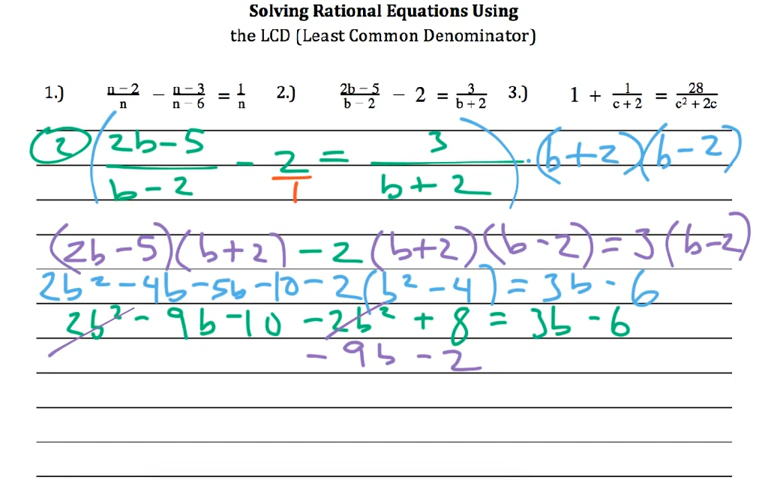 Solving Rational Equations Using
the LCD (Least Common Denominator)
1.) (n-2)/n - (n-3)/(n-6) = 1/n 2.) (2b-5)/(b-2) - 2 = 3/(b+2) 3.) 1 + 1/(c+2) = 28/(c²+2c)
② ((2b-5)/(b-2) - 2/1 = 3/(b+2)) · (b+2)(b-2)
(2b-5)(b+2) - 2(b+2)(b-2) = 3(b-2)
2b² - 4b - 5b - 10 - 2(b² - 4) = 3b - 6
2b² - 9b - 10 - 2b² + 8 = 3b - 6
- 9b - 2